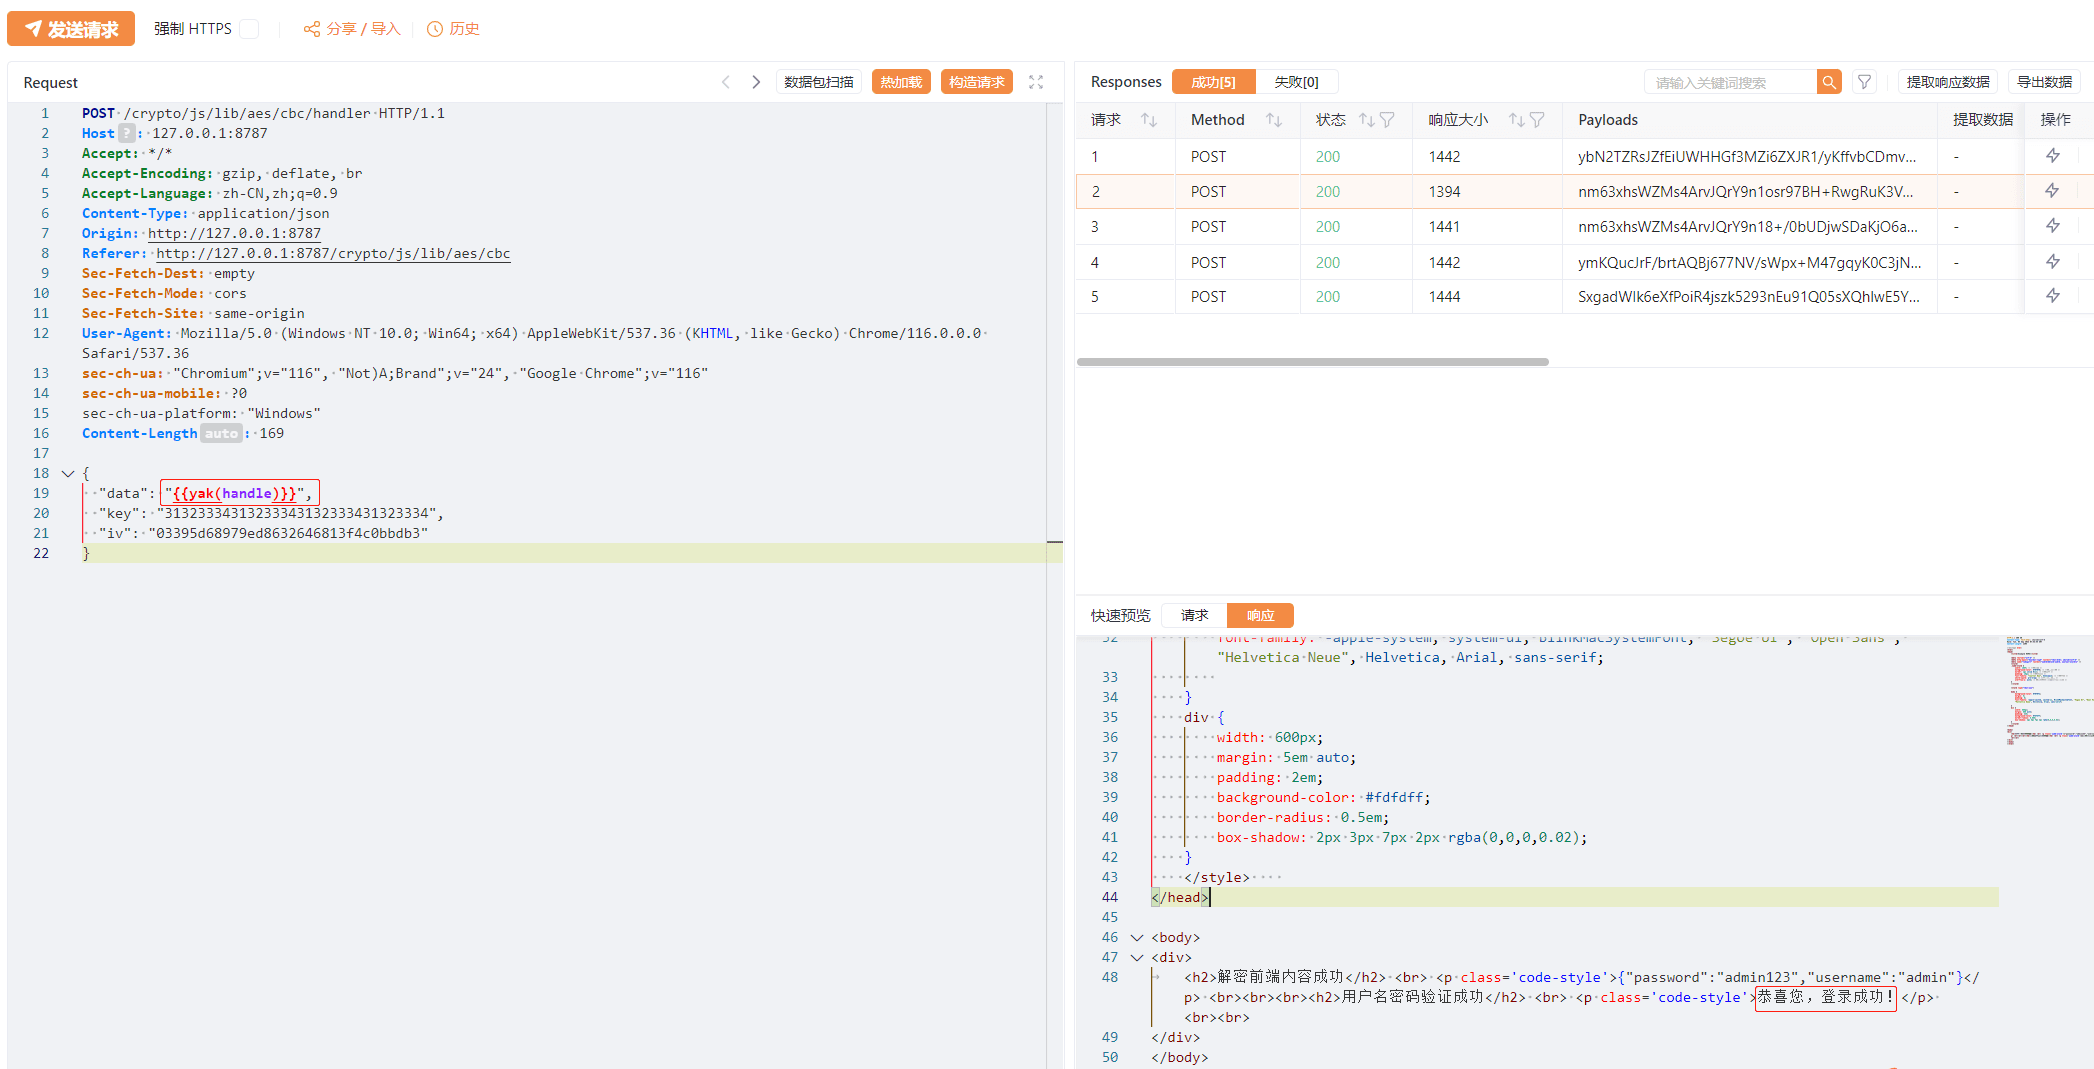 发送请求 强制 HTTPS 分享 / 导入 历史
Request 数据包扫描 热加载 构造请求
1 POST /crypto/js/lib/aes/cbc/handler HTTP/1.1
2 Host ? : 127.0.0.1:8787
3 Accept: */*
4 Accept-Encoding: gzip, deflate, br
5 Accept-Language: zh-CN,zh;q=0.9
6 Content-Type: application/json
7 Origin: http://127.0.0.1:8787
8 Referer: http://127.0.0.1:8787/crypto/js/lib/aes/cbc
9 Sec-Fetch-Dest: empty
10 Sec-Fetch-Mode: cors
11 Sec-Fetch-Site: same-origin
12 User-Agent: Mozilla/5.0 (Windows NT 10.0; Win64; x64) AppleWebKit/537.36 (KHTML, like Gecko) Chrome/116.0.0.0
Safari/537.36
13 sec-ch-ua: "Chromium";v="116", "Not)A;Brand";v="24", "Google Chrome";v="116"
14 sec-ch-ua-mobile: ?0
15 sec-ch-ua-platform: "Windows"
16 Content-Length auto : 169
17
18 {
19 "data": "{{yak(handle)}}",
20 "key": "31323334313233343132333431323334",
21 "iv": "03395d68979ed8632646813f4c0bbdb3"
22 }
Responses 成功[5] 失败[0] 请输入关键词搜索 提取响应数据 导出数据
请求 Method 状态 响应大小 Payloads 提取数据 操作
1 POST 200 1442 ybN2TZRsJZfEiUWHHGf3MZi6ZXJR1/yKffvbCDmv... -
2 POST 200 1394 nm63xhsWZMs4ArvJQrY9n1osr97BH+RwgRuK3V... -
3 POST 200 1441 nm63xhsWZMs4ArvJQrY9n18+/0bUDjwSDaKjO6a... -
4 POST 200 1442 ymKQucJrF/brtAQBj677NV/sWpx+M47gqyK0C3jN... -
5 POST 200 1444 SxgadWlk6eXfPoiR4jszk5293nEu91Q05sXQhlwE5Y... -
快速预览 请求 响应
32 font-family: -apple-system, system-ui, BlinkMacSystemFont, "Segoe UI", "Open Sans",
"Helvetica Neue", Helvetica, Arial, sans-serif;
33
34 }
35 div {
36 width: 600px;
37 margin: 5em auto;
38 padding: 2em;
39 background-color: #fdfdff;
40 border-radius: 0.5em;
41 box-shadow: 2px 3px 7px 2px rgba(0,0,0,0.02);
42 }
43 </style>
44 </head>
45
46 <body>
47 <div>
48 <h2>解密前端内容成功</h2> <br> <p class='code-style'>{"password":"admin123","username":"admin"}</
p> <br><br><br><h2>用户名密码验证成功</h2> <br> <p class='code-style'>恭喜您，登录成功！</p>
<br><br>
49 </div>
50 </body>